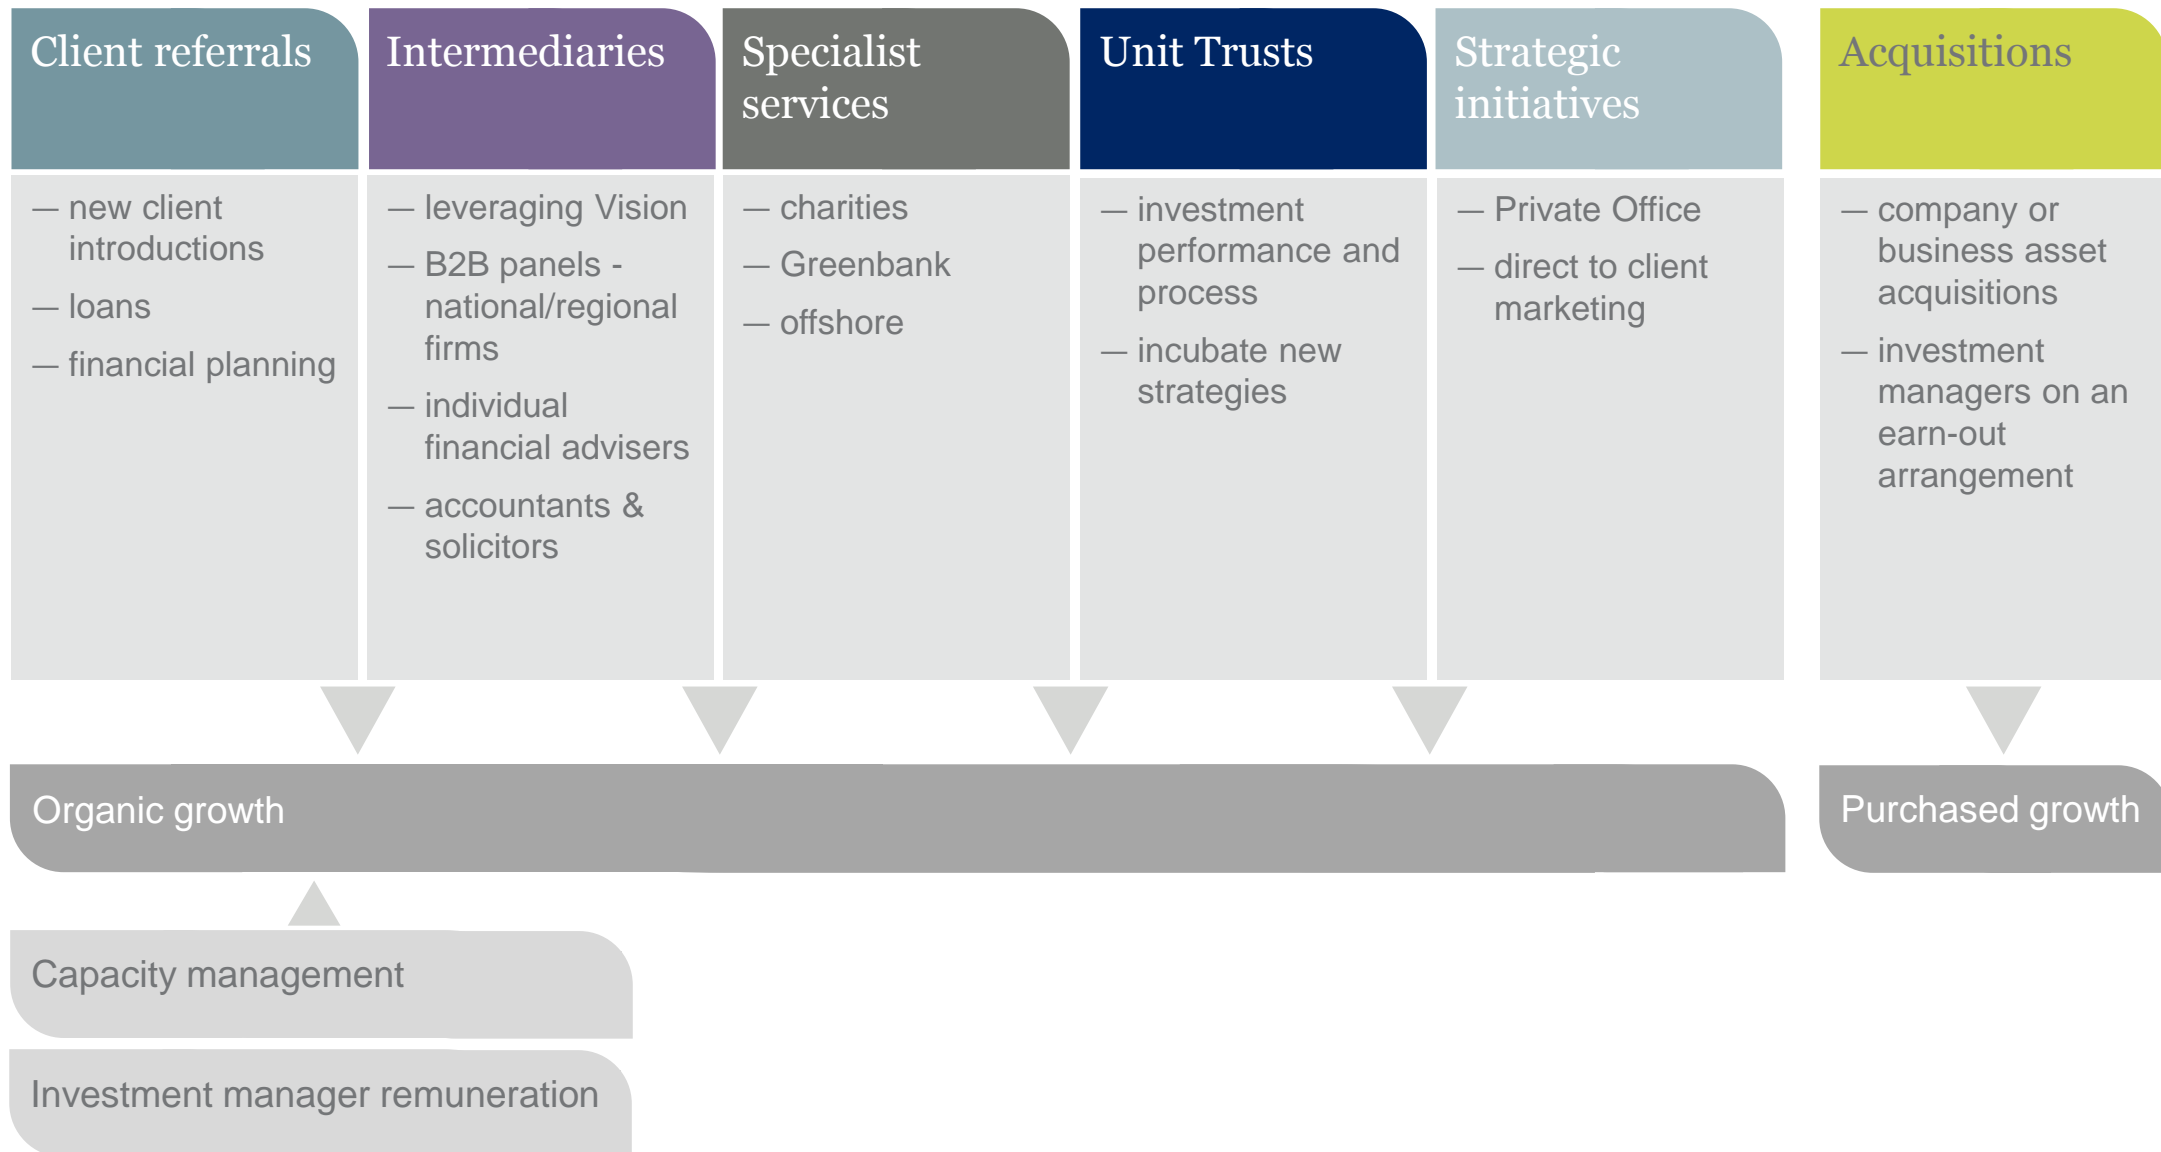 Client referrals
— new client
introductions
— loans
— financial planning
Intermediaries
— leveraging Vision
— B2B panels -
national/regional
firms
— individual
financial advisers
— accountants &
solicitors
Specialist
services
— charities
— Greenbank
— offshore
Unit Trusts
— investment
performance and
process
— incubate new
strategies
Strategic
initiatives
— Private Office
— direct to client
marketing
Acquisitions
— company or
business asset
acquisitions
— investment
managers on an
earn-out
arrangement
Organic growth
Purchased growth
Capacity management
Investment manager remuneration